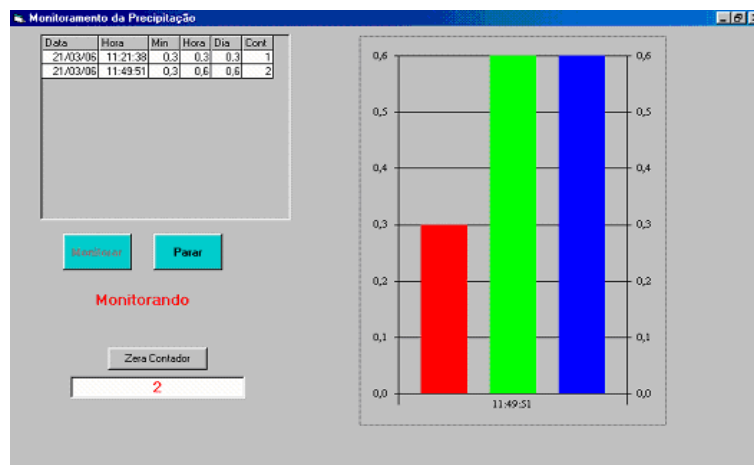 Monitoramento da Precipitação
Data Hora Min Hora Dia Cont
21/03/06 11:21:38 0,3 0,3 0,3 1
21/03/06 11:49:51 0,3 0,6 0,6 2
Parar
Monitorando
Zera Contador
2
0,6 0,6
0,5 0,5
0,4 0,4
0,3 0,3
0,2 0,2
0,1 0,1
0,0 0,0
11:49:51